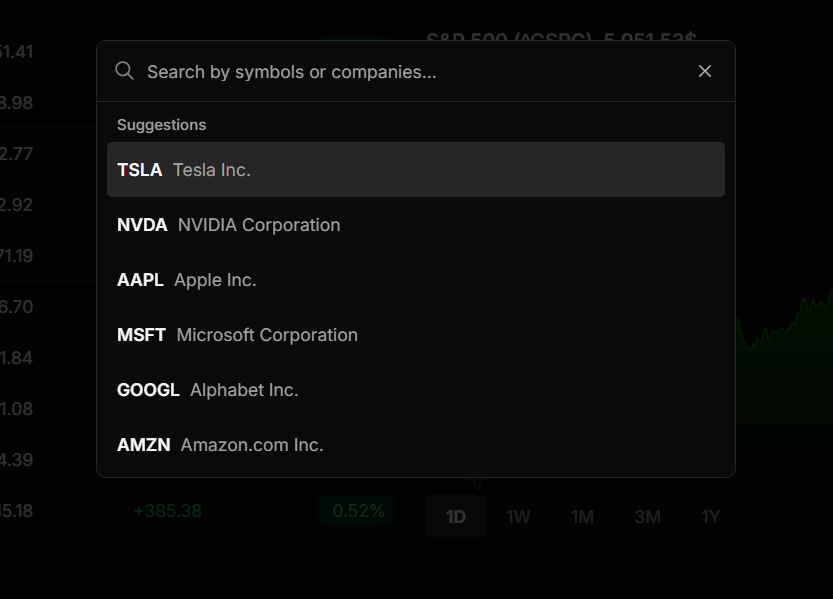 S&P 500 (^GSPC) 5,951.53$
Search by symbols or companies...
Suggestions
TSLA Tesla Inc.
NVDA NVIDIA Corporation
AAPL Apple Inc.
MSFT Microsoft Corporation
GOOGL Alphabet Inc.
AMZN Amazon.com Inc.
51.41
8.98
2.77
2.92
71.19
6.70
1.84
1.08
4.39
5.18 +385.38 0.52%
1D 1W 1M 3M 1Y